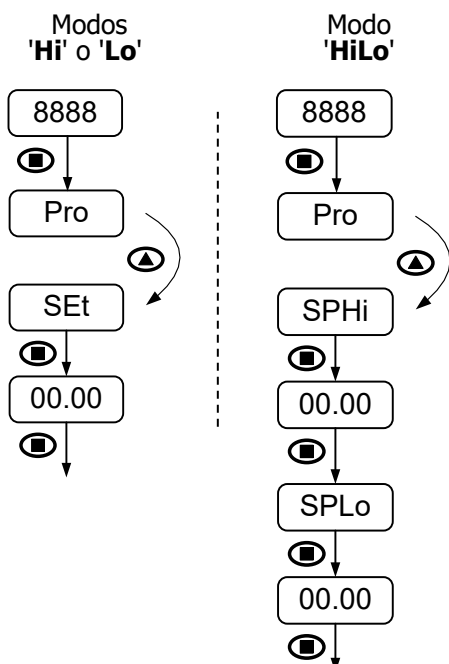 Modos
'Hi' o 'Lo'
8888
Pro
SEt
00.00
Modo
'HiLo'
8888
Pro
SPHi
00.00
SPLo
00.00